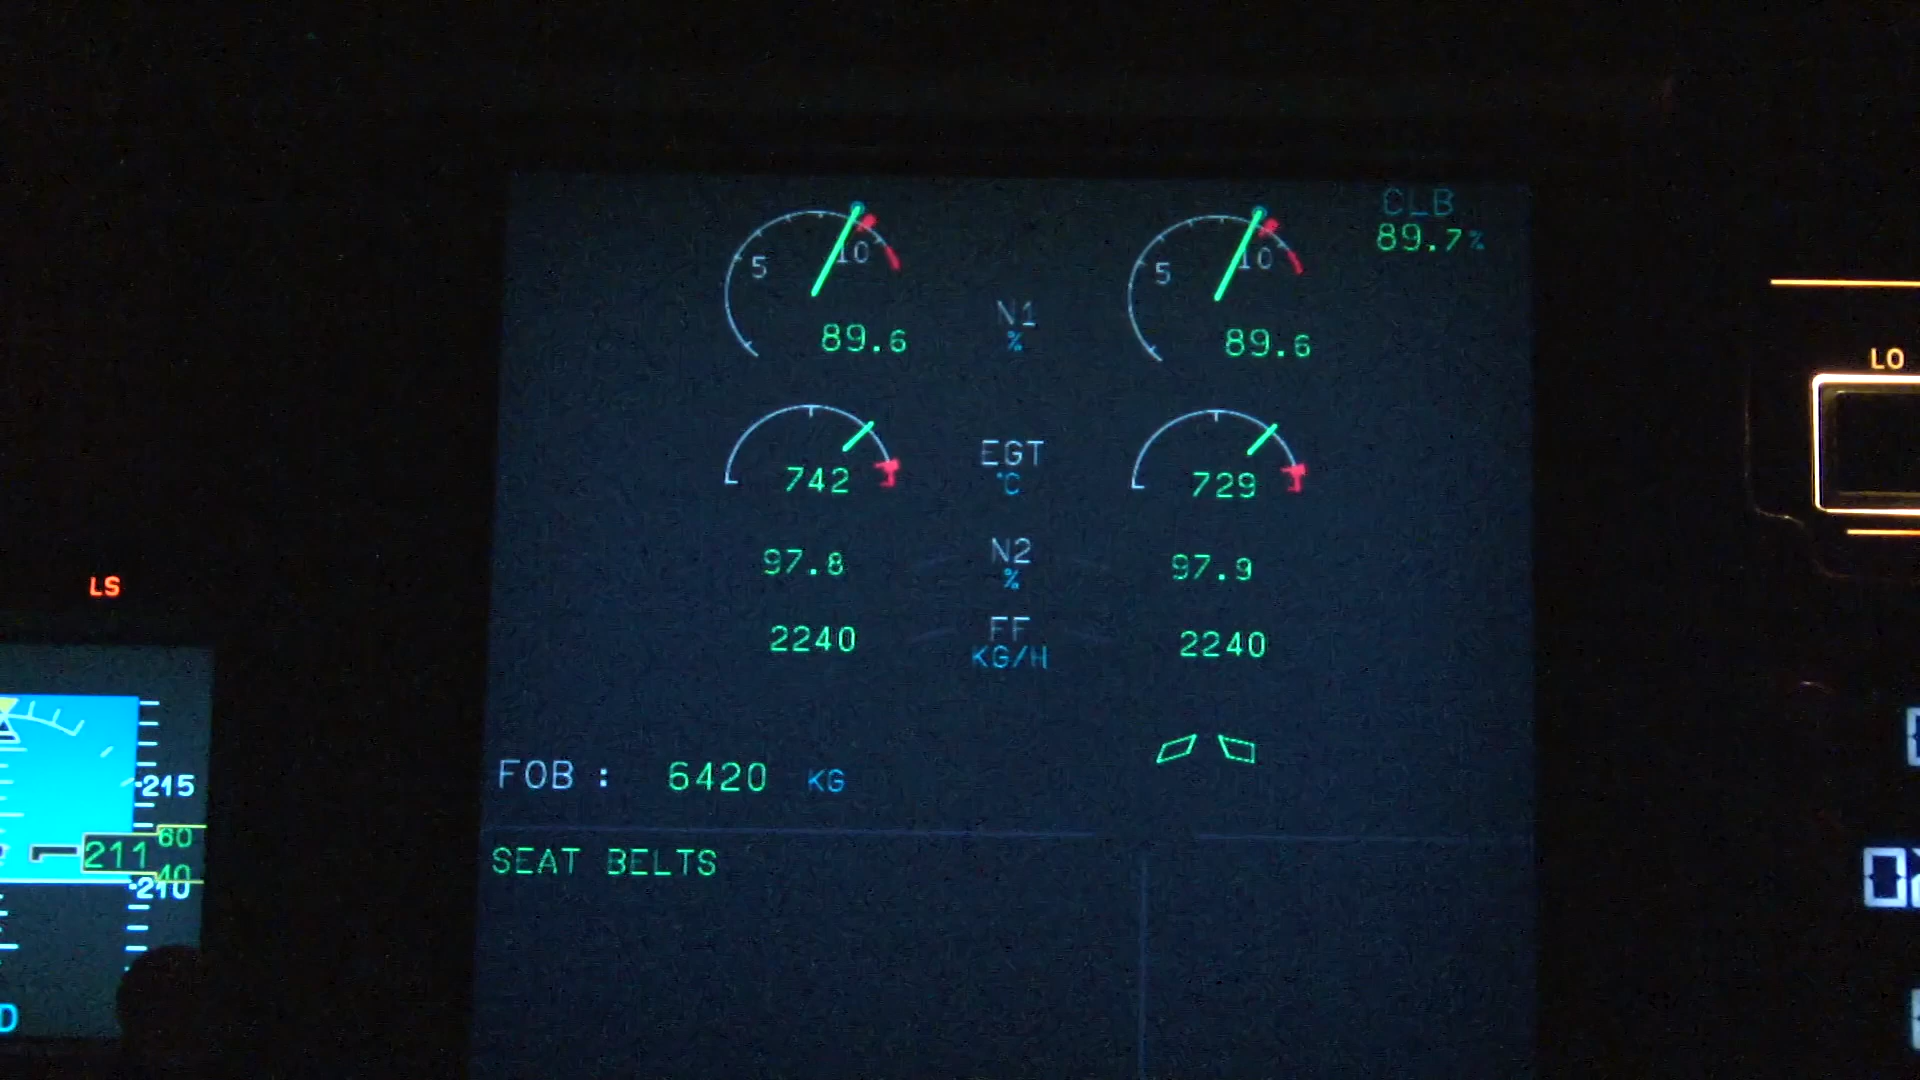 CLB
89.7%
5 10 5 10
89.6 N1 % 89.6
742 EGT °C 729
97.8 N2 % 97.9
2240 FF KG/H 2240
FOB : 6420 KG
SEAT BELTS
LS
215
60
211
40
210
D
LO